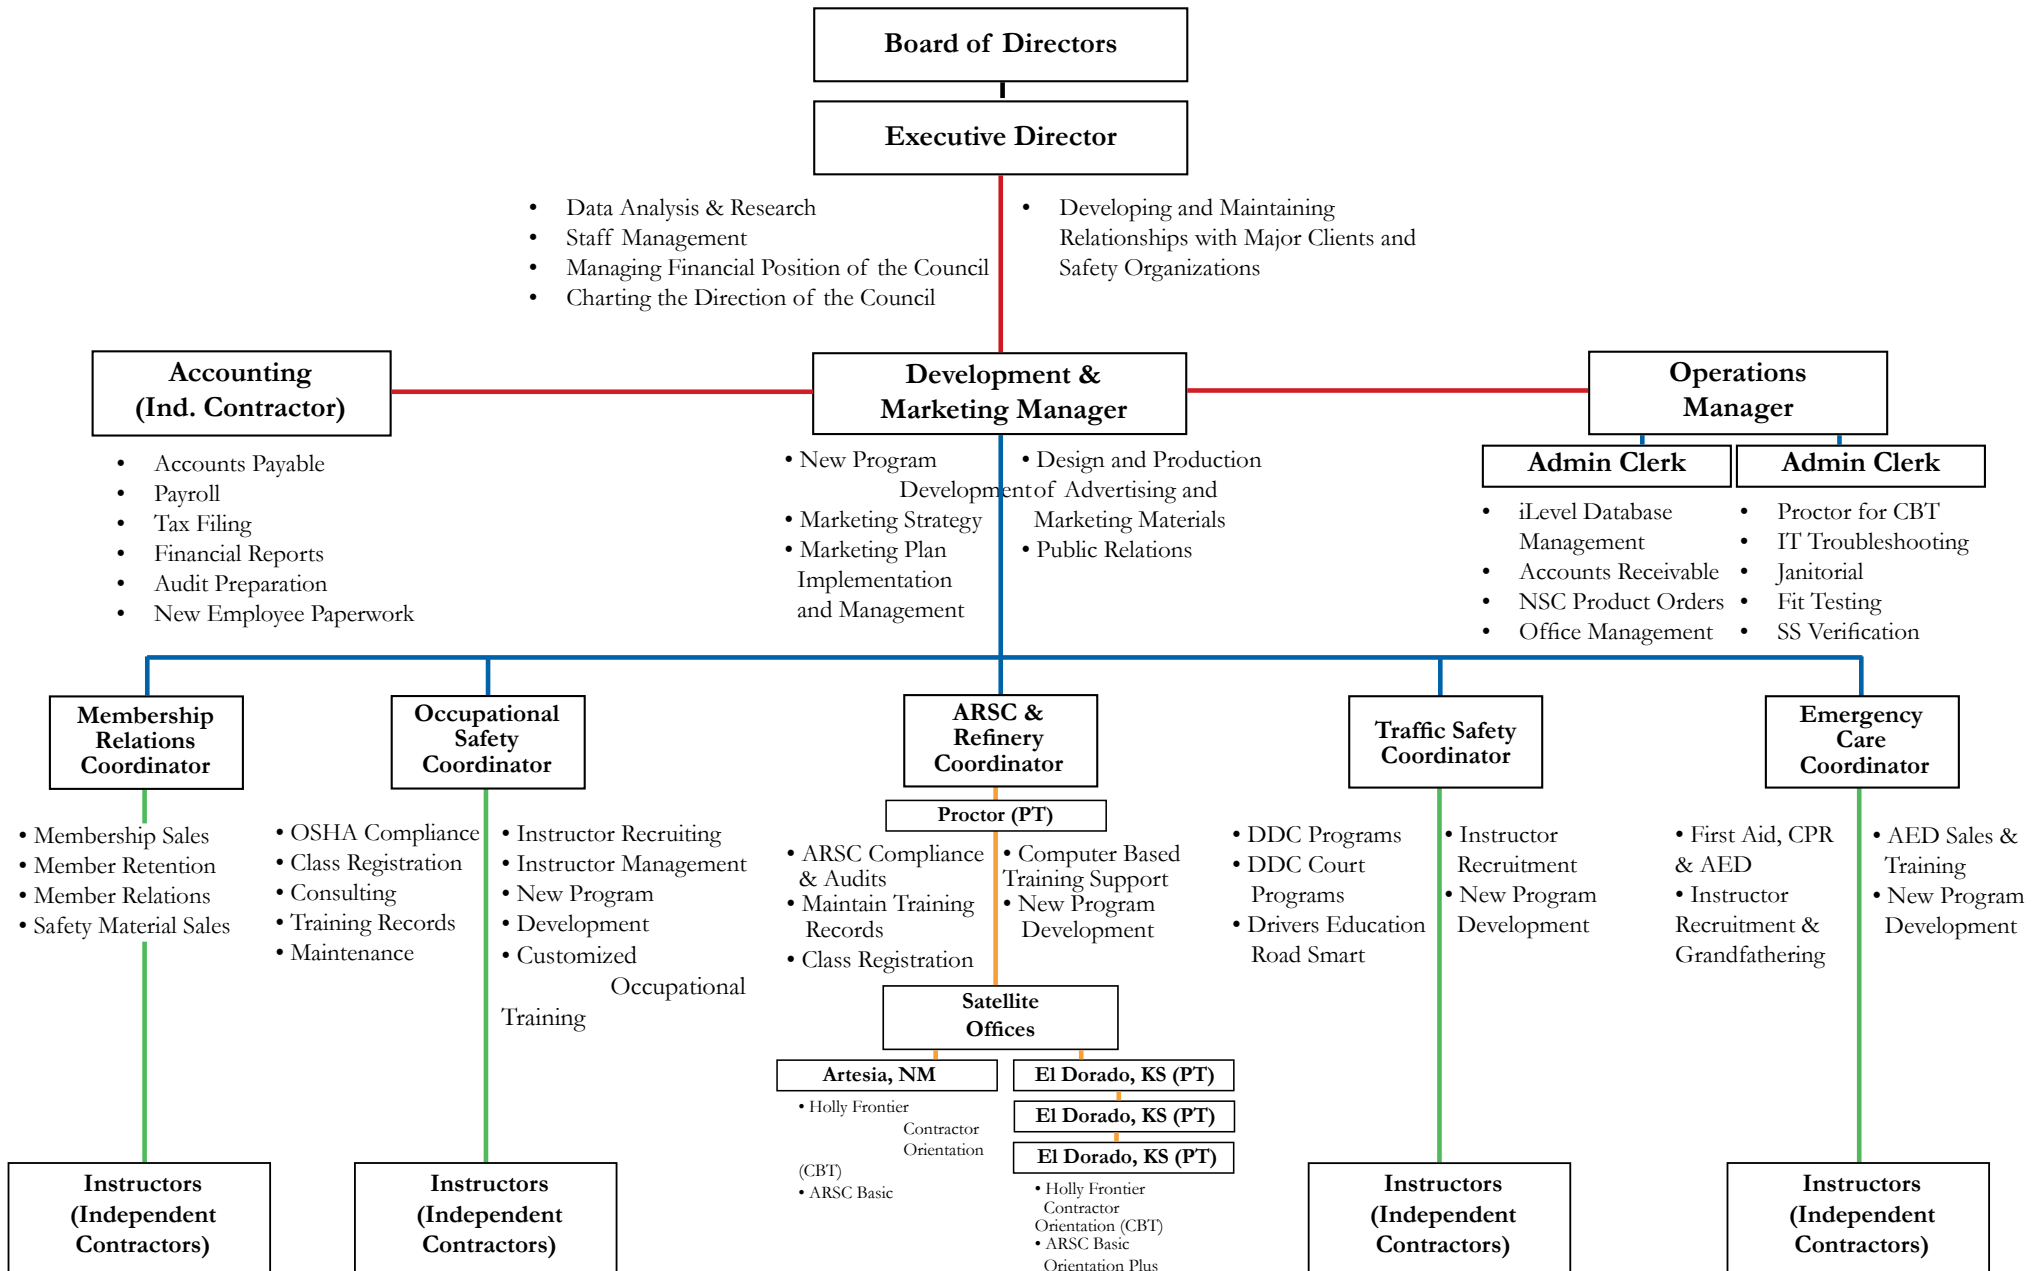 Board of Directors
Executive Director
• Data Analysis & Research
• Staff Management
• Managing Financial Position of the Council
• Charting the Direction of the Council
• Developing and Maintaining
Relationships with Major Clients and
Safety Organizations
Accounting
(Ind. Contractor)
• Accounts Payable
• Payroll
• Tax Filing
• Financial Reports
• Audit Preparation
• New Employee Paperwork
Development &
Marketing Manager
• New Program
Development
• Marketing Strategy
• Marketing Plan
Implementation
and Management
• Design and Production
of Advertising and
Marketing Materials
• Public Relations
Operations
Manager
Admin Clerk
• iLevel Database
Management
• Accounts Receivable
• NSC Product Orders
• Office Management
Admin Clerk
• Proctor for CBT
• IT Troubleshooting
• Janitorial
• Fit Testing
• SS Verification
Membership
Relations
Coordinator
• Membership Sales
• Member Retention
• Member Relations
• Safety Material Sales
Instructors
(Independent
Contractors)
Occupational
Safety
Coordinator
• OSHA Compliance
• Class Registration
• Consulting
• Training Records
• Maintenance
• Instructor Recruiting
• Instructor Management
• New Program
• Development
• Customized
Occupational
Training
Instructors
(Independent
Contractors)
ARSC &
Refinery
Coordinator
Proctor (PT)
• ARSC Compliance
& Audits
• Maintain Training
Records
• Class Registration
• Computer Based
Training Support
• New Program
Development
Satellite
Offices
Artesia, NM
• Holly Frontier
Contractor
Orientation
(CBT)
• ARSC Basic
El Dorado, KS (PT)
El Dorado, KS (PT)
El Dorado, KS (PT)
• Holly Frontier
Contractor
Orientation (CBT)
• ARSC Basic
Orientation Plus
Traffic Safety
Coordinator
• DDC Programs
• DDC Court
Programs
• Drivers Education
Road Smart
• Instructor
Recruitment
• New Program
Development
Instructors
(Independent
Contractors)
Emergency
Care
Coordinator
• First Aid, CPR
& AED
• Instructor
Recruitment &
Grandfathering
• AED Sales &
Training
• New Program
Development
Instructors
(Independent
Contractors)